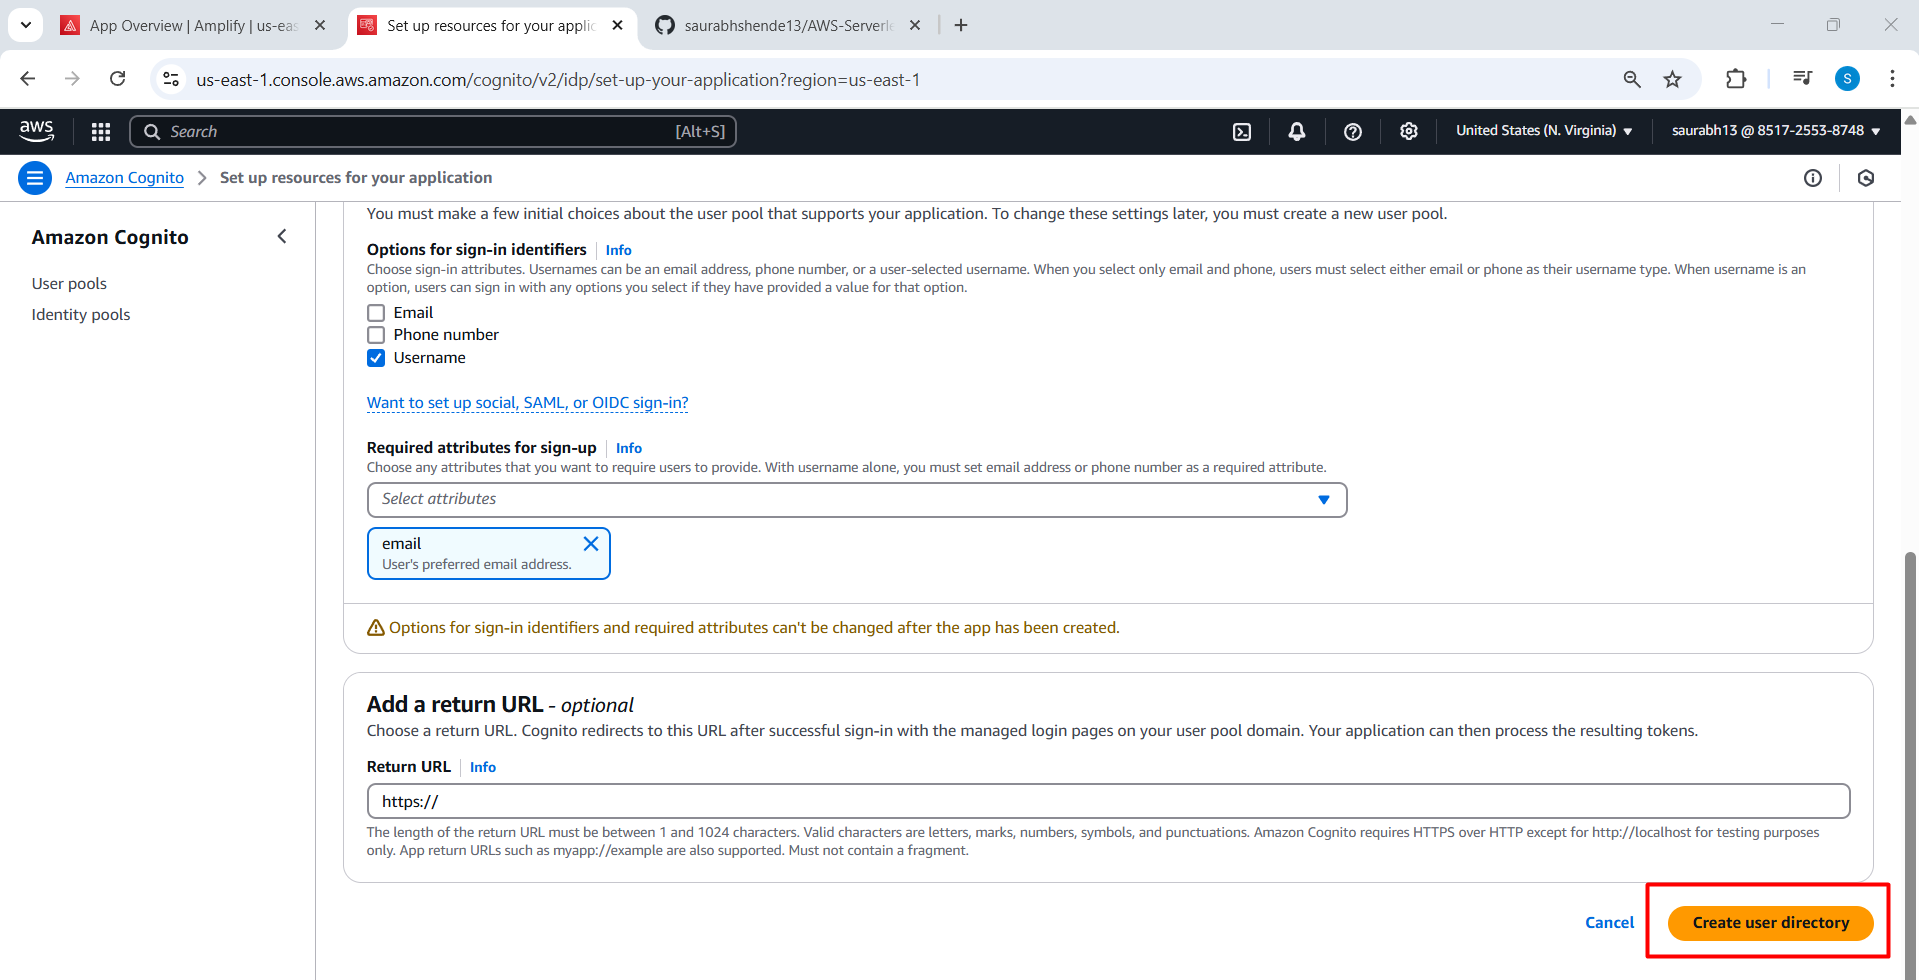 App Overview | Amplify | us-eas
Set up resources for your applic
saurabhshende13/AWS-Serverle
us-east-1.console.aws.amazon.com/cognito/v2/idp/set-up-your-application?region=us-east-1
S
aws
Search
[Alt+S]
United States (N. Virginia)
saurabh13 @ 8517-2553-8748
Amazon Cognito
Set up resources for your application
Amazon Cognito
User pools
Identity pools
You must make a few initial choices about the user pool that supports your application. To change these settings later, you must create a new user pool.
Options for sign-in identifiers
Info
Choose sign-in attributes. Usernames can be an email address, phone number, or a user-selected username. When you select only email and phone, users must select either email or phone as their username type. When username is an
option, users can sign in with any options you select if they have provided a value for that option.
Email
Phone number
Username
Want to set up social, SAML, or OIDC sign-in?
Required attributes for sign-up
Info
Choose any attributes that you want to require users to provide. With username alone, you must set email address or phone number as a required attribute.
Select attributes
email
User's preferred email address.
Options for sign-in identifiers and required attributes can't be changed after the app has been created.
Add a return URL - optional
Choose a return URL. Cognito redirects to this URL after successful sign-in with the managed login pages on your user pool domain. Your application can then process the resulting tokens.
Return URL
Info
https://
The length of the return URL must be between 1 and 1024 characters. Valid characters are letters, marks, numbers, symbols, and punctuations. Amazon Cognito requires HTTPS over HTTP except for http://localhost for testing purposes
only. App return URLs such as myapp://example are also supported. Must not contain a fragment.
Cancel
Create user directory